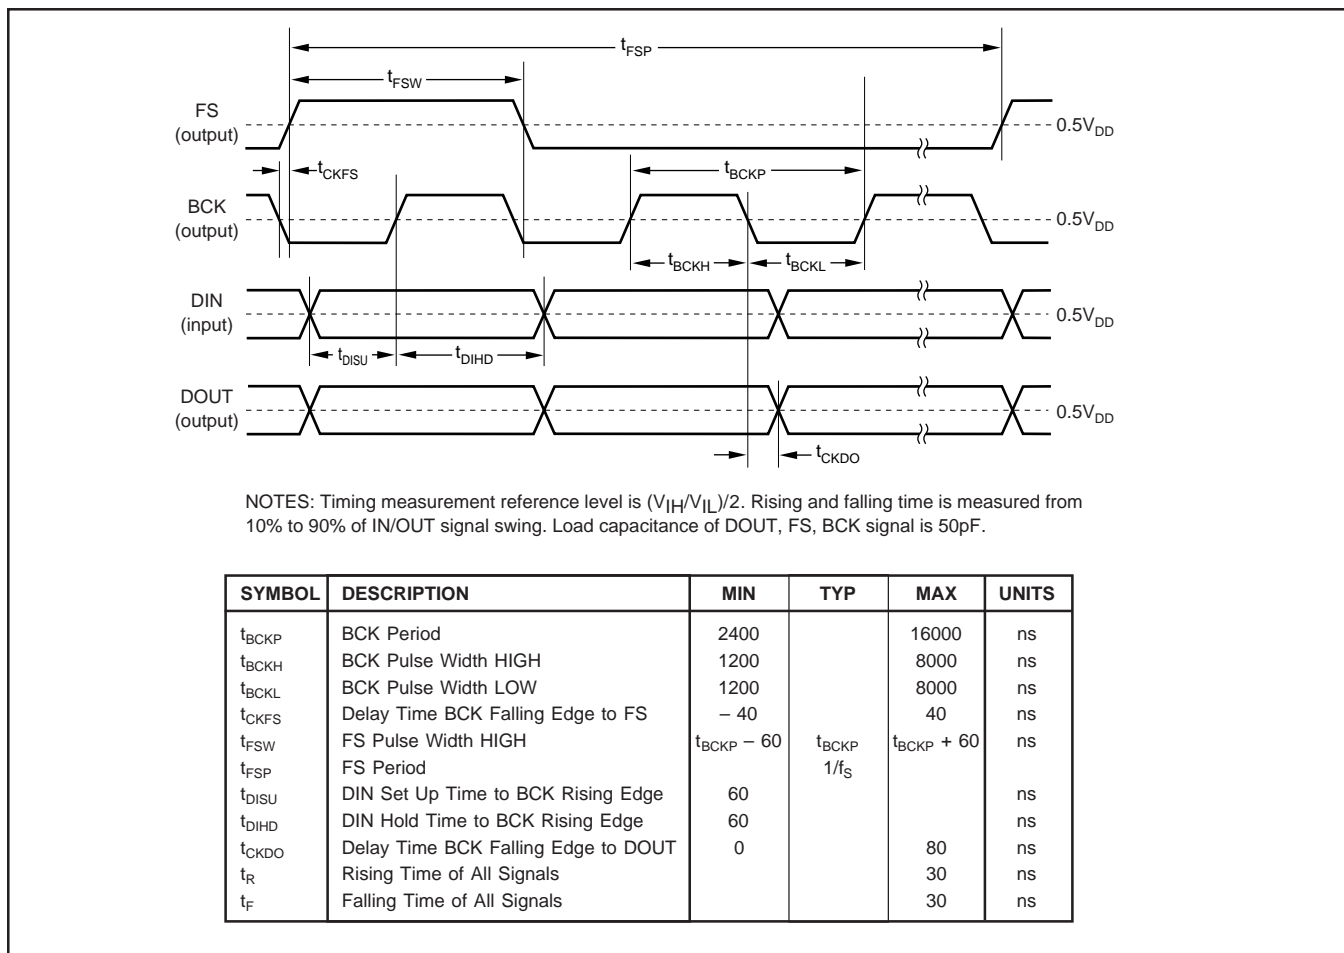 tFSP
tFSW
FS
(output)
0.5VDD
tCKFS
tBCKP
BCK
(output)
0.5VDD
tBCKH
tBCKL
DIN
(input)
0.5VDD
tDISU
tDIHD
DOUT
(output)
0.5VDD
tCKDO
NOTES: Timing measurement reference level is (VIH/VIL)/2. Rising and falling time is measured from
10% to 90% of IN/OUT signal swing. Load capacitance of DOUT, FS, BCK signal is 50pF.
SYMBOL DESCRIPTION MIN TYP MAX UNITS
tBCKP BCK Period 2400 16000 ns
tBCKH BCK Pulse Width HIGH 1200 8000 ns
tBCKL BCK Pulse Width LOW 1200 8000 ns
tCKFS Delay Time BCK Falling Edge to FS – 40 40 ns
tFSW FS Pulse Width HIGH tBCKP – 60 tBCKP tBCKP + 60 ns
tFSP FS Period 1/fS
tDISU DIN Set Up Time to BCK Rising Edge 60 ns
tDIHD DIN Hold Time to BCK Rising Edge 60 ns
tCKDO Delay Time BCK Falling Edge to DOUT 0 80 ns
tR Rising Time of All Signals 30 ns
tF Falling Time of All Signals 30 ns